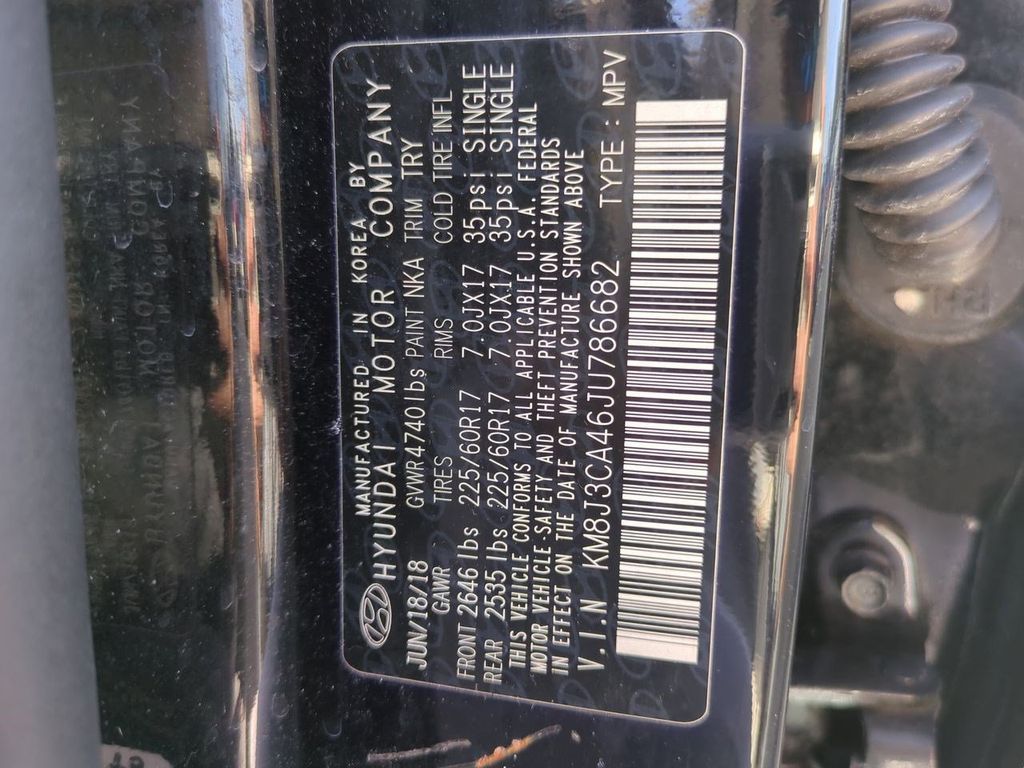 MANUFACTURED IN KOREA BY
HYUNDAI MOTOR COMPANY
JUN/18/18 GVWR 4740lbs PAINT NKA TRIM TRY
GAWR TIRES RIMS COLD TIRE INFL
FRONT 2646 lbs 225/60R17 7.0JX17 35psi SINGLE
REAR 2535 lbs 225/60R17 7.0JX17 35psi SINGLE
THIS VEHICLE CONFORMS TO ALL APPLICABLE U.S.A. FEDERAL
MOTOR VEHICLE SAFETY AND THEFT PREVENTION STANDARDS
IN EFFECT ON THE DATE OF MANUFACTURE SHOWN ABOVE
V.I.N KM8J3CA46JU786682 TYPE : MPV